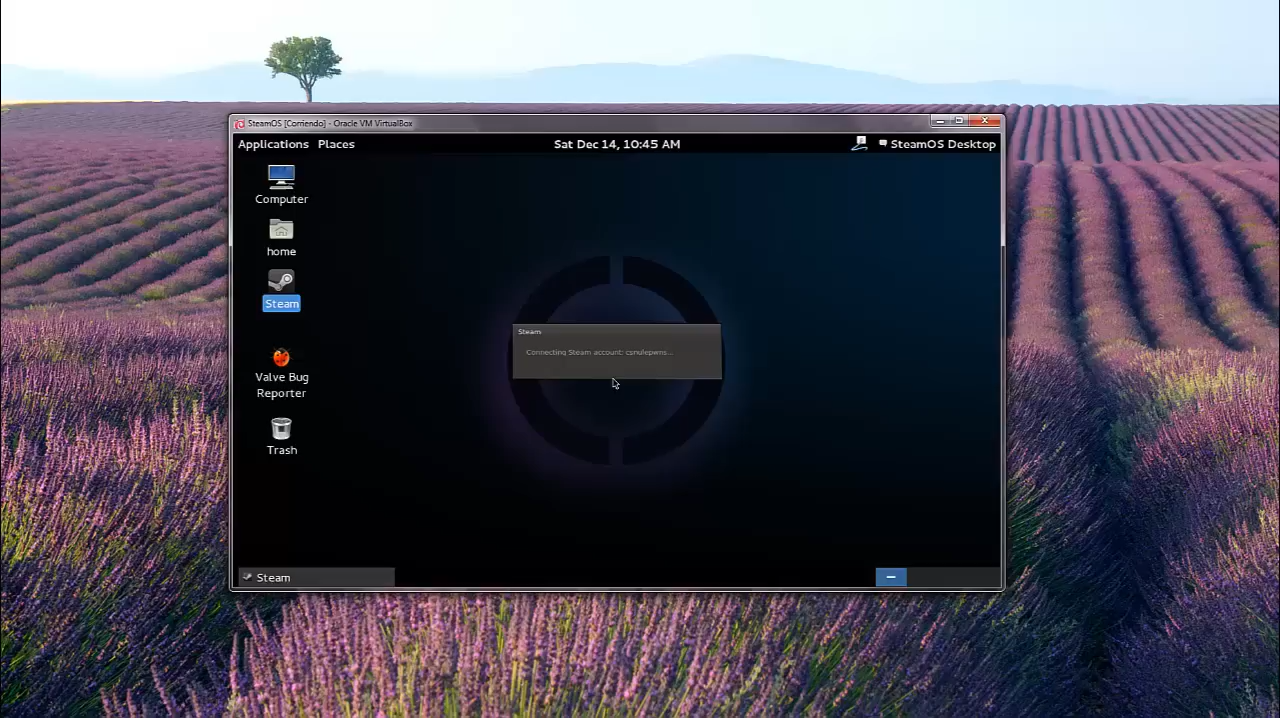 SteamOS [Corriendo] - Oracle VM VirtualBox
Applications Places Sat Dec 14, 10:45 AM SteamOS Desktop
Computer
home
Steam
Steam
Connecting Steam account: csnulepwns...
Valve Bug
Reporter
Trash
Steam